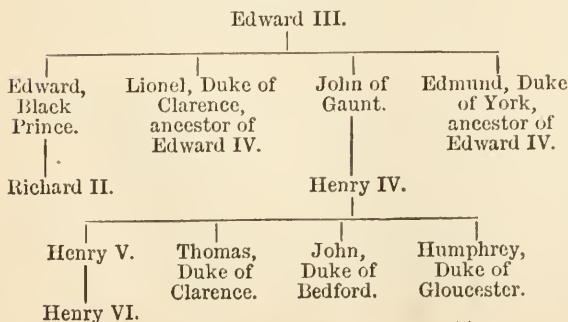 Edward III.
Edward, Black Prince.
Lionel, Duke of Clarence, ancestor of Edward IV.
John of Gaunt.
Edmund, Duke of York, ancestor of Edward IV.
Richard II.
Henry IV.
Henry V.
Thomas, Duke of Clarence.
John, Duke of Bedford.
Humphrey, Duke of Gloucester.
Henry VI.